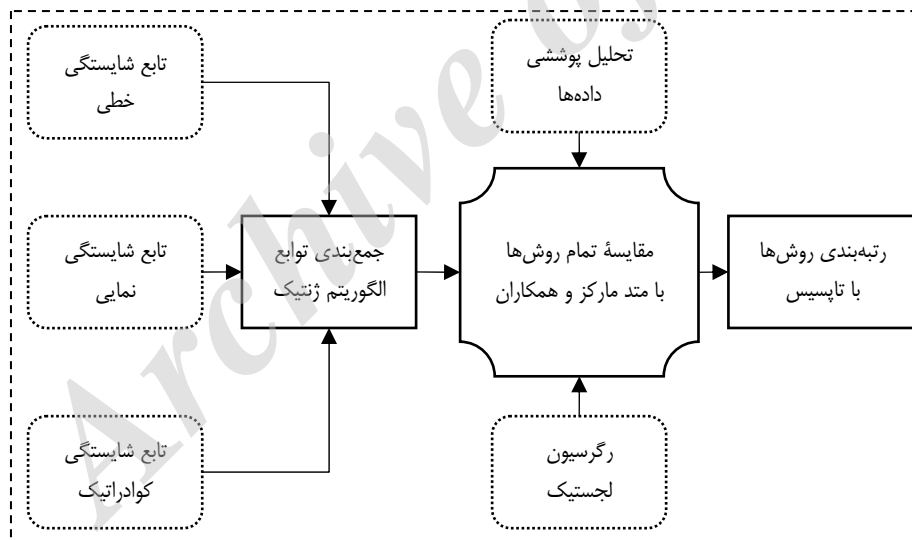 تابع شایستگی
خطی
تحلیل پوششی
داده‌ها
تابع شایستگی
نمایی
جمع‌بندی توابع
الگوریتم ژنتیک
مقایسهٔ تمام روش‌ها
با متد مارکز و همکاران
رتبه‌بندی روش‌ها
با تاپسیس
تابع شایستگی
کوادراتیک
رگرسیون
لجستیک
Archive of